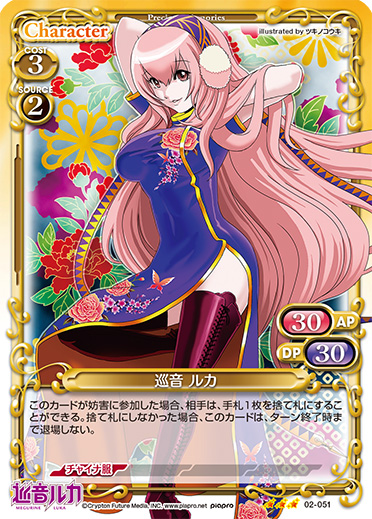 Character
Precious Memories
illustrated by ツキノコウキ
COST
3
SOURCE
2
30 AP
DP 30
巡音 ルカ
このカードが妨害に参加した場合、相手は、手札1枚を捨て札にすること
ができる。捨て札にしなかった場合、このカードは、ターン終了時ま
で退場しない。
チャイナ服
巡音ルカ
MEGURINE LUKA
©Crypton Future Media, INC. www.piapro.net piapro
02-051